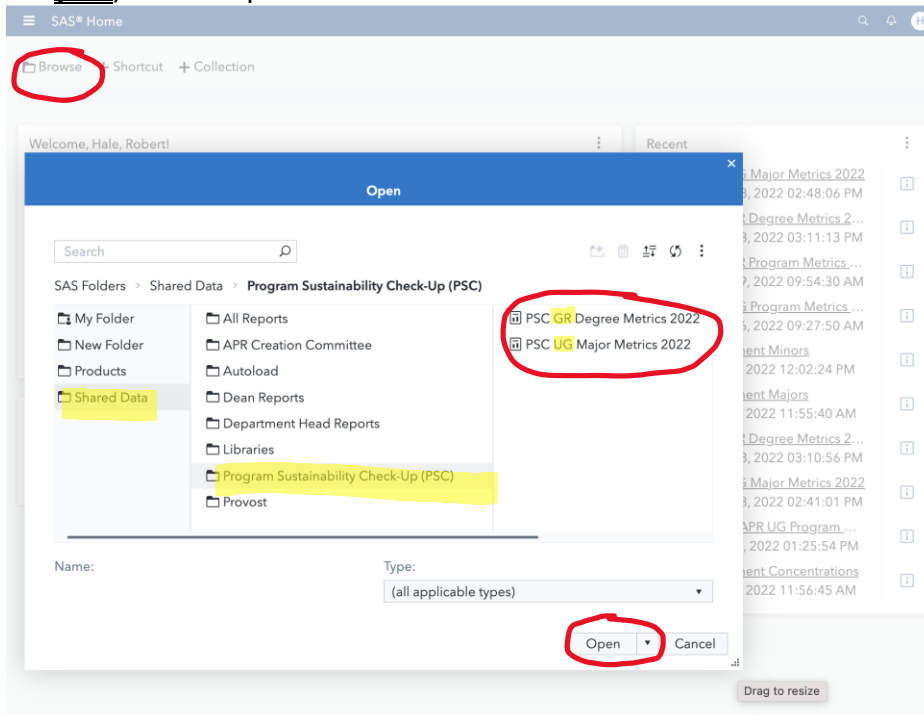 SAS® Home
Browse + Shortcut + Collection
Welcome, Hale, Robert!
Recent
Open
Search
SAS Folders > Shared Data > Program Sustainability Check-Up (PSC)
My Folder
New Folder
Products
Shared Data
All Reports
APR Creation Committee
Autoload
Dean Reports
Department Head Reports
Libraries
Program Sustainability Check-Up (PSC)
Provost
PSC GR Degree Metrics 2022
PSC UG Major Metrics 2022
Name:
Type:
(all applicable types)
Open
Cancel
Major Metrics 2022
, 2022 02:48:06 PM
Degree Metrics 2...
, 2022 03:11:13 PM
Program Metrics ...
, 2022 09:54:30 AM
Program Metrics ...
, 2022 09:27:50 AM
Minors
2022 12:02:24 PM
Majors
2022 11:55:40 AM
Degree Metrics 2...
, 2022 03:10:56 PM
Major Metrics 2022
, 2022 02:41:01 PM
APR UG Program ...
, 2022 01:25:54 PM
Concentrations
2022 11:56:45 AM
Drag to resize